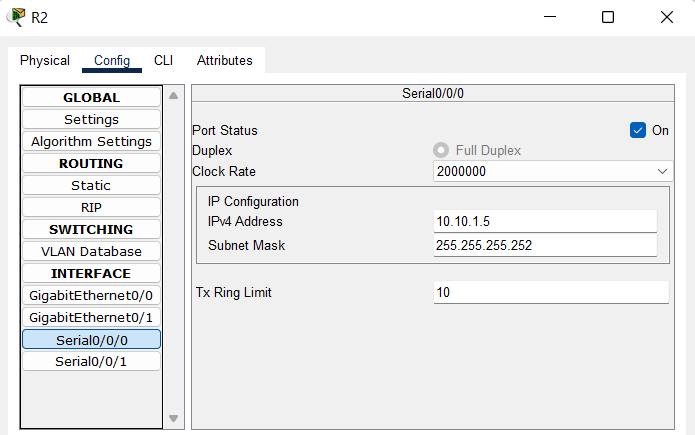 R2
Physical Config CLI Attributes
GLOBAL
Settings
Algorithm Settings
ROUTING
Static
RIP
SWITCHING
VLAN Database
INTERFACE
GigabitEthernet0/0
GigabitEthernet0/1
Serial0/0/0
Serial0/0/1
Serial0/0/0
Port Status On
Duplex Full Duplex
Clock Rate 2000000
IP Configuration
IPv4 Address 10.10.1.5
Subnet Mask 255.255.255.252
Tx Ring Limit 10